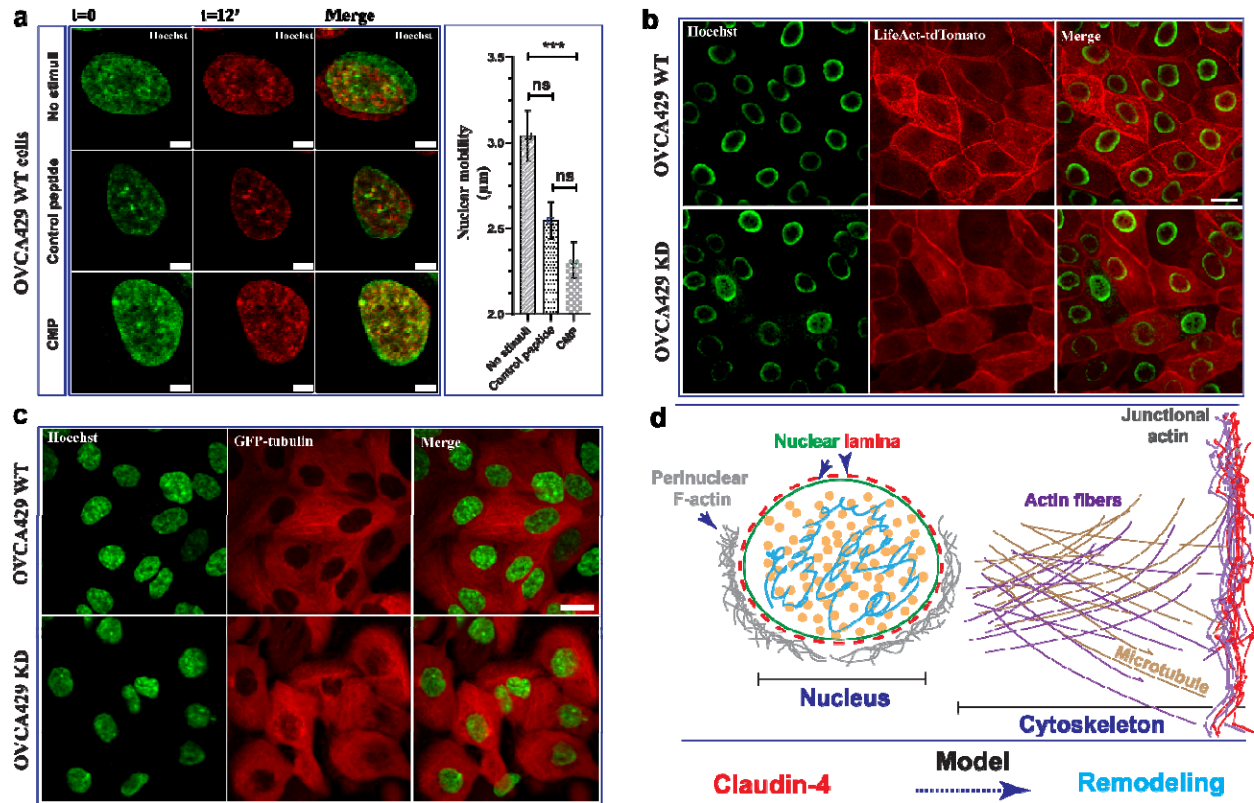 a
t=0
t=12'
Merge
Hoechst
Hoechst
Hoechst
OVCA429 WT cells
No stimuli
Control peptide
CMP
***
ns
ns
Nuclear mobility
(µm)
3.5
3.0
2.5
2.0
No stimuli
Control peptide
CMP
b
Hoechst
LifeAct-tdTomato
Merge
OVCA429 WT
OVCA429 KD
c
Hoechst
GFP-tubulin
Merge
OVCA429 WT
OVCA429 KD
d
Junctional
actin
Nuclear lamina
Perinuclear
F-actin
Actin fibers
Microtubule
Nucleus
Cytoskeleton
Model
Claudin-4
Remodeling